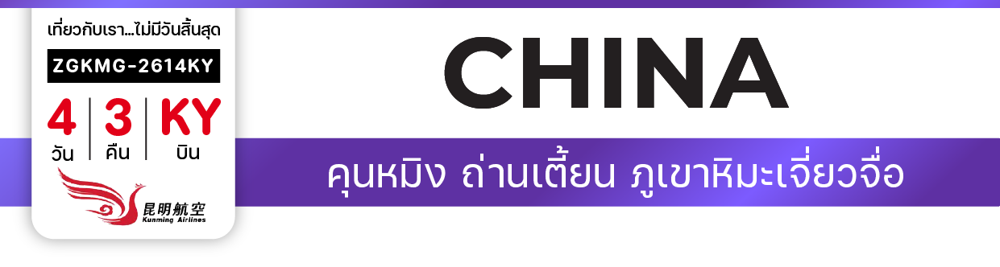 เที่ยวกับเรา...ไม่มีวันสิ้นสุด
ZGKMG-2614KY
4 3 KY
วัน คืน บิน
昆明航空
Kunming Airlines
CHINA
คุนหมิง ถ่านเตี้ยน ภูเขาหิมะเจี่ยวจื่อ